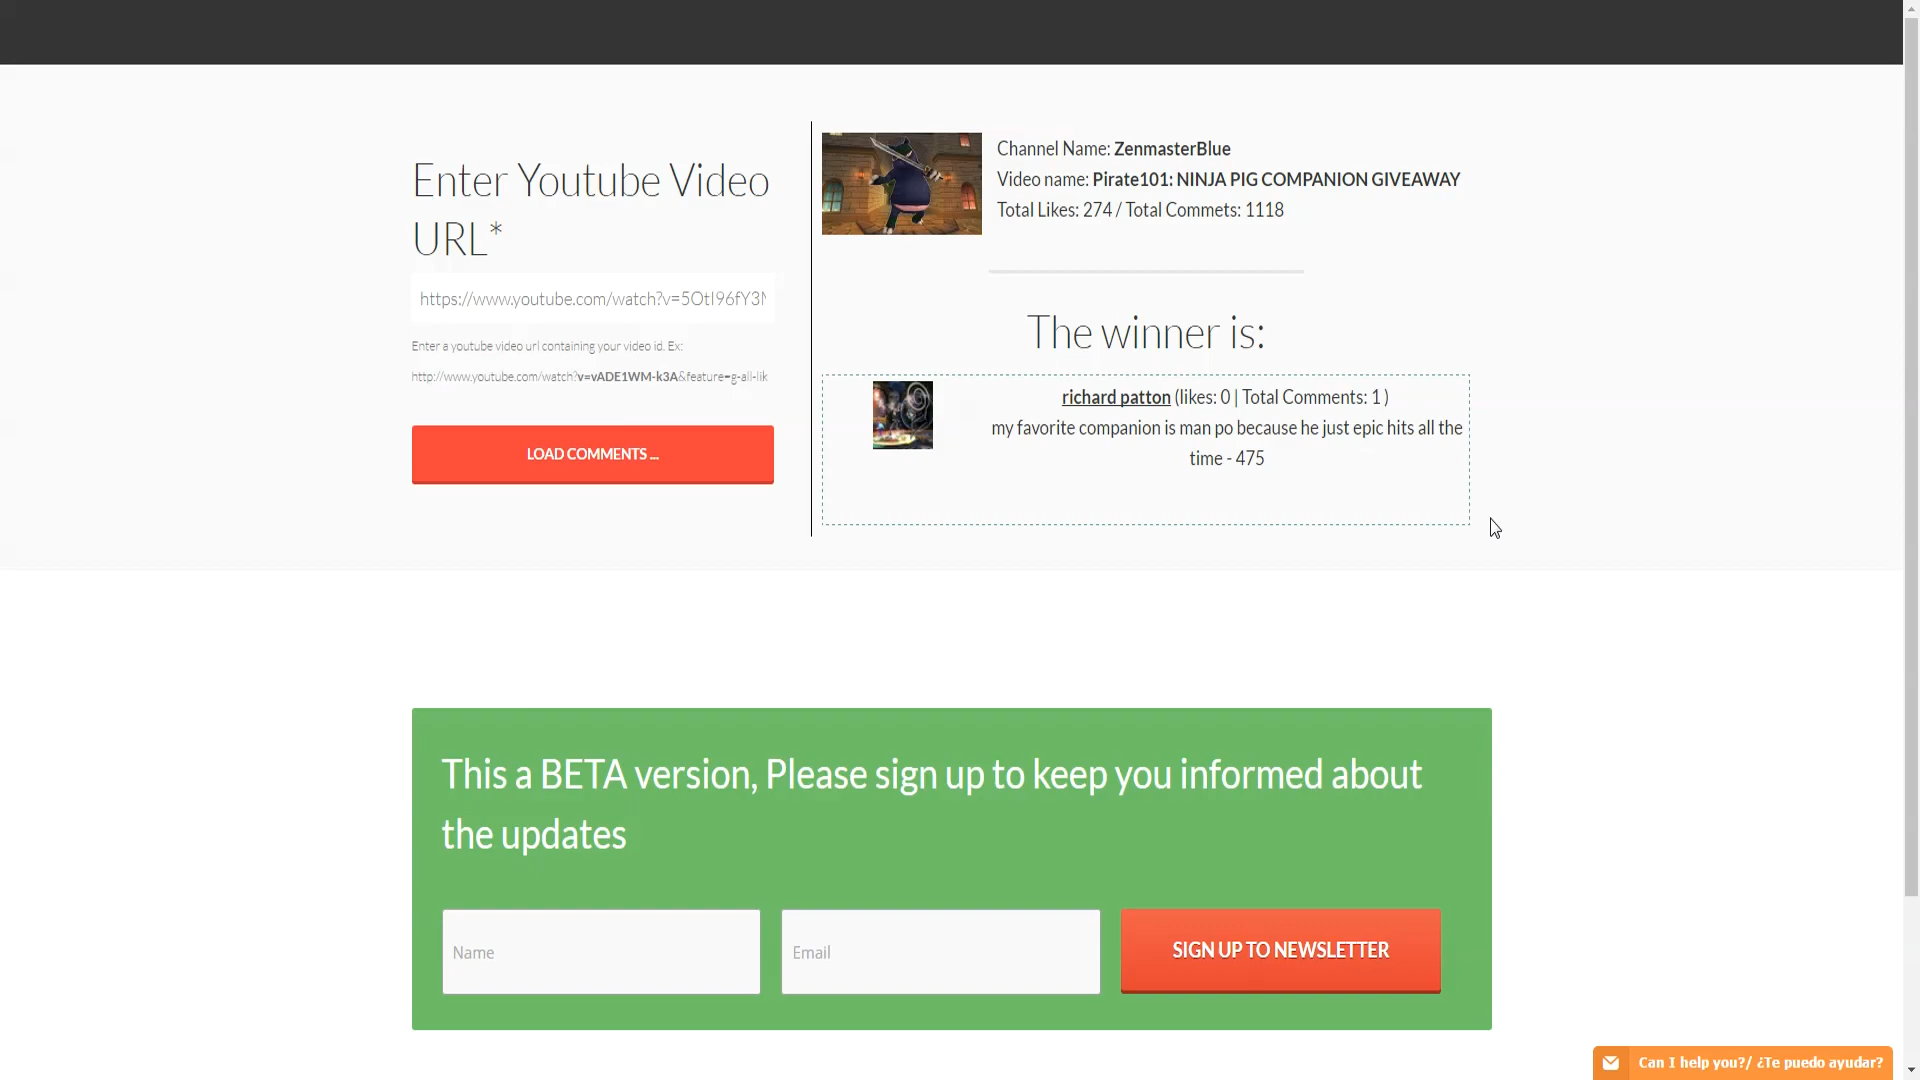 Enter Youtube Video
URL*
https://www.youtube.com/watch?v=5OtI96fY3
Enter a youtube video url containing your video id. Ex:
http://www.youtube.com/watch?v=vADE1WM-k3A&feature=g-all-lik
LOAD COMMENTS ...
Channel Name: ZenmasterBlue
Video name: Pirate101: NINJA PIG COMPANION GIVEAWAY
Total Likes: 274 / Total Commets: 1118
The winner is:
richard patton (likes: 0 | Total Comments: 1 )
my favorite companion is man po because he just epic hits all the
time - 475
This a BETA version, Please sign up to keep you informed about
the updates
Name
Email
SIGN UP TO NEWSLETTER
Can I help you?/ ¿Te puedo ayudar?